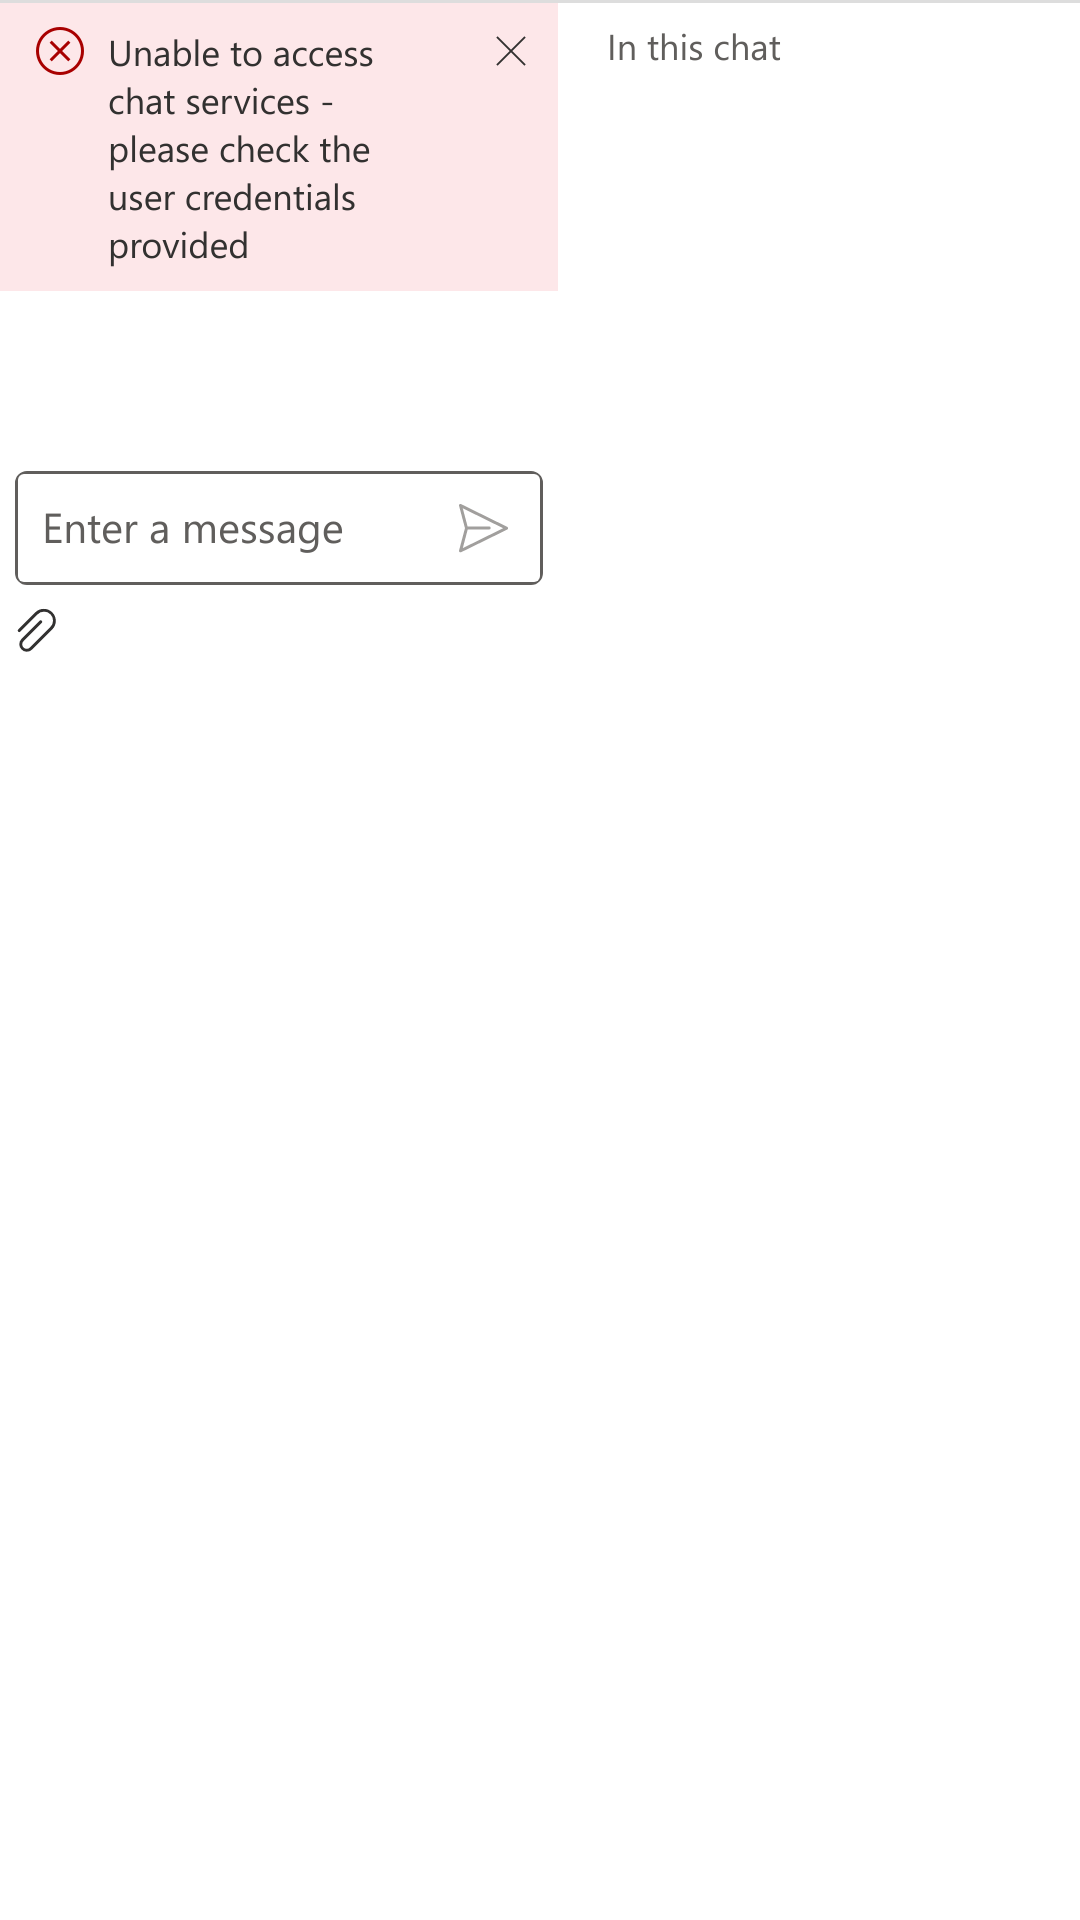 Unable to access
chat services -
please check the
user credentials
provided
In this chat
Enter a message